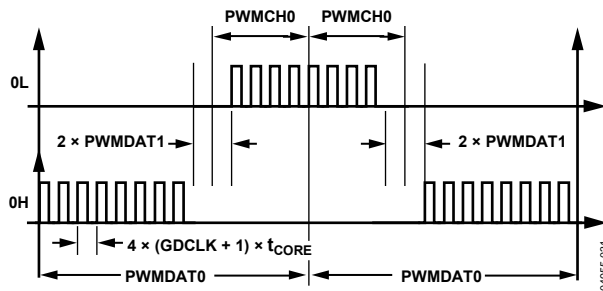 PWMCH0 PWMCH0
0L
2 × PWMDAT1 2 × PWMDAT1
0H
4 × (GDCLK + 1) × tCORE
PWMDAT0 PWMDAT0